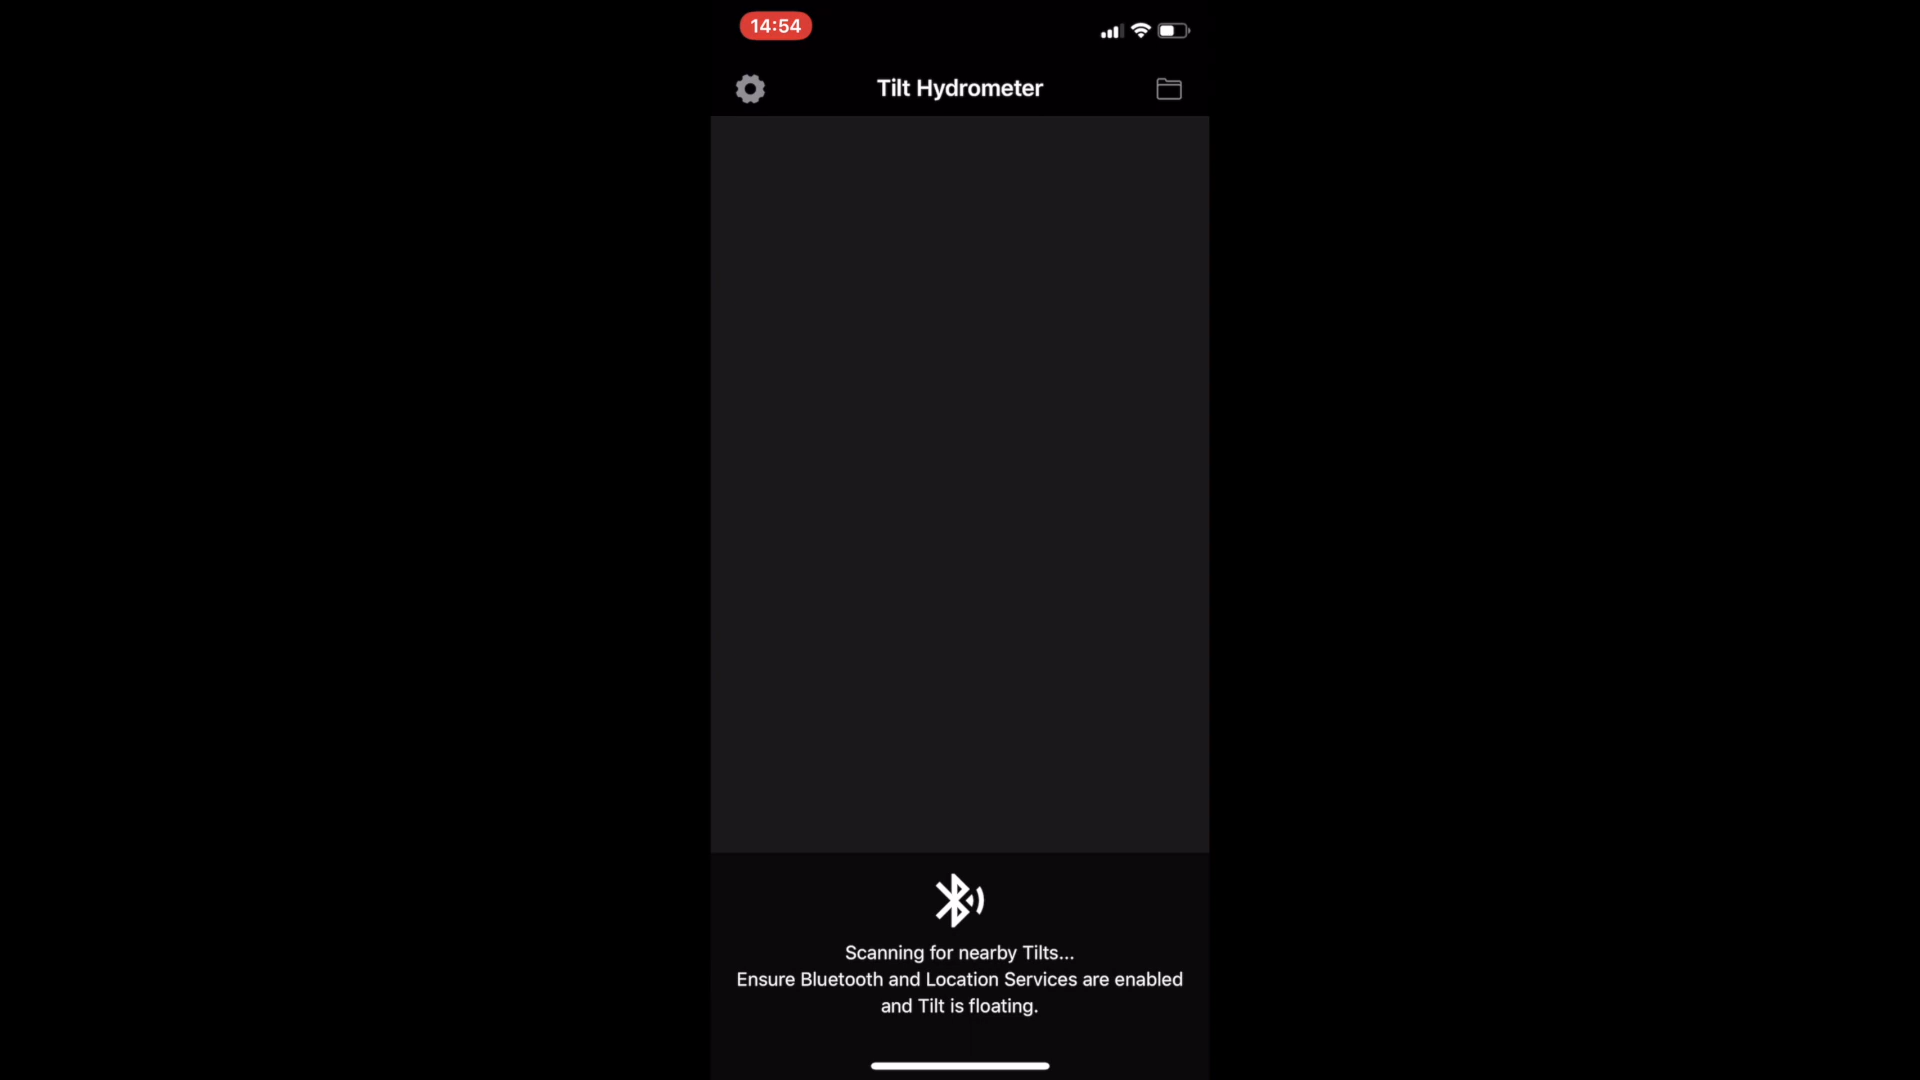 14:54
Tilt Hydrometer
Scanning for nearby Tilts...
Ensure Bluetooth and Location Services are enabled
and Tilt is floating.